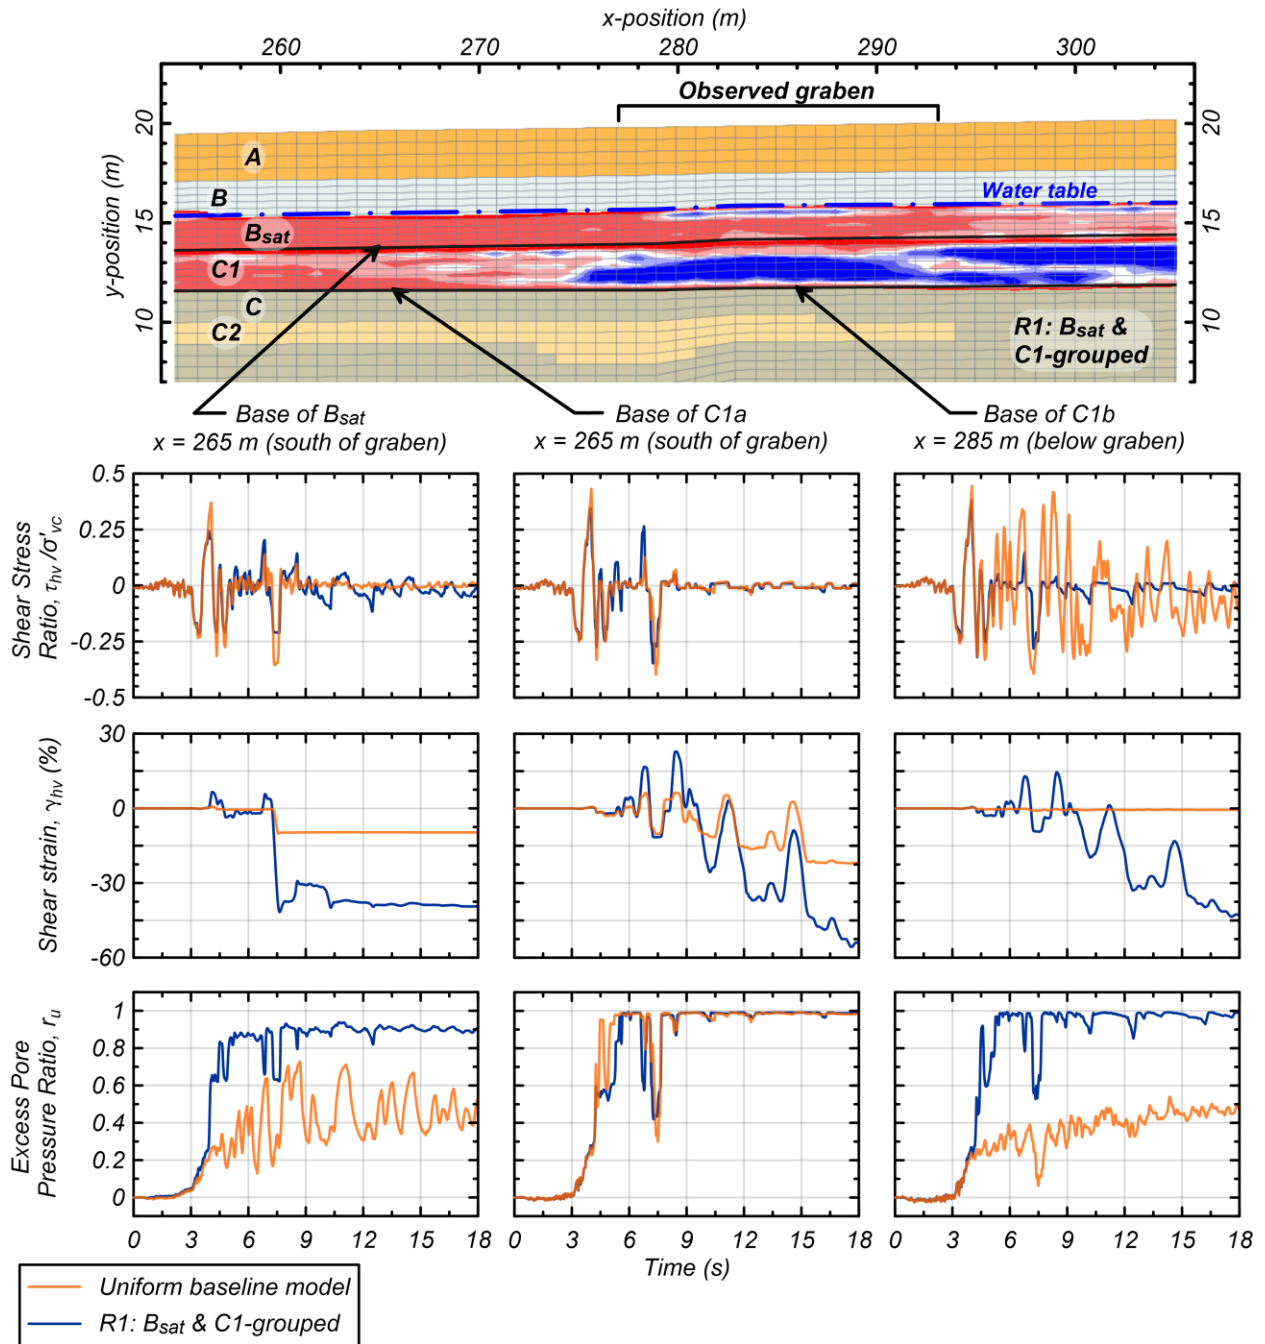 x-position (m)
260 270 280 290 300
Observed graben
20 20
A
B
Water table
15 15
Bsat
C1
y-position (m)
C
10 10
C2
R1: Bsat &
C1-grouped
Base of Bsat
x = 265 m (south of graben)
Base of C1a
x = 265 m (south of graben)
Base of C1b
x = 285 m (below graben)
Shear Stress
Ratio, τhv /σ'vc
0.5
0.25
0
-0.25
-0.5
Shear strain, γhv (%)
30
0
-30
-60
Excess Pore
Pressure Ratio, ru
1
0.8
0.6
0.4
0.2
0
0 3 6 9 12 15 18
0 3 6 9 12 15 18
0 3 6 9 12 15 18
Time (s)
Uniform baseline model
R1: Bsat & C1-grouped